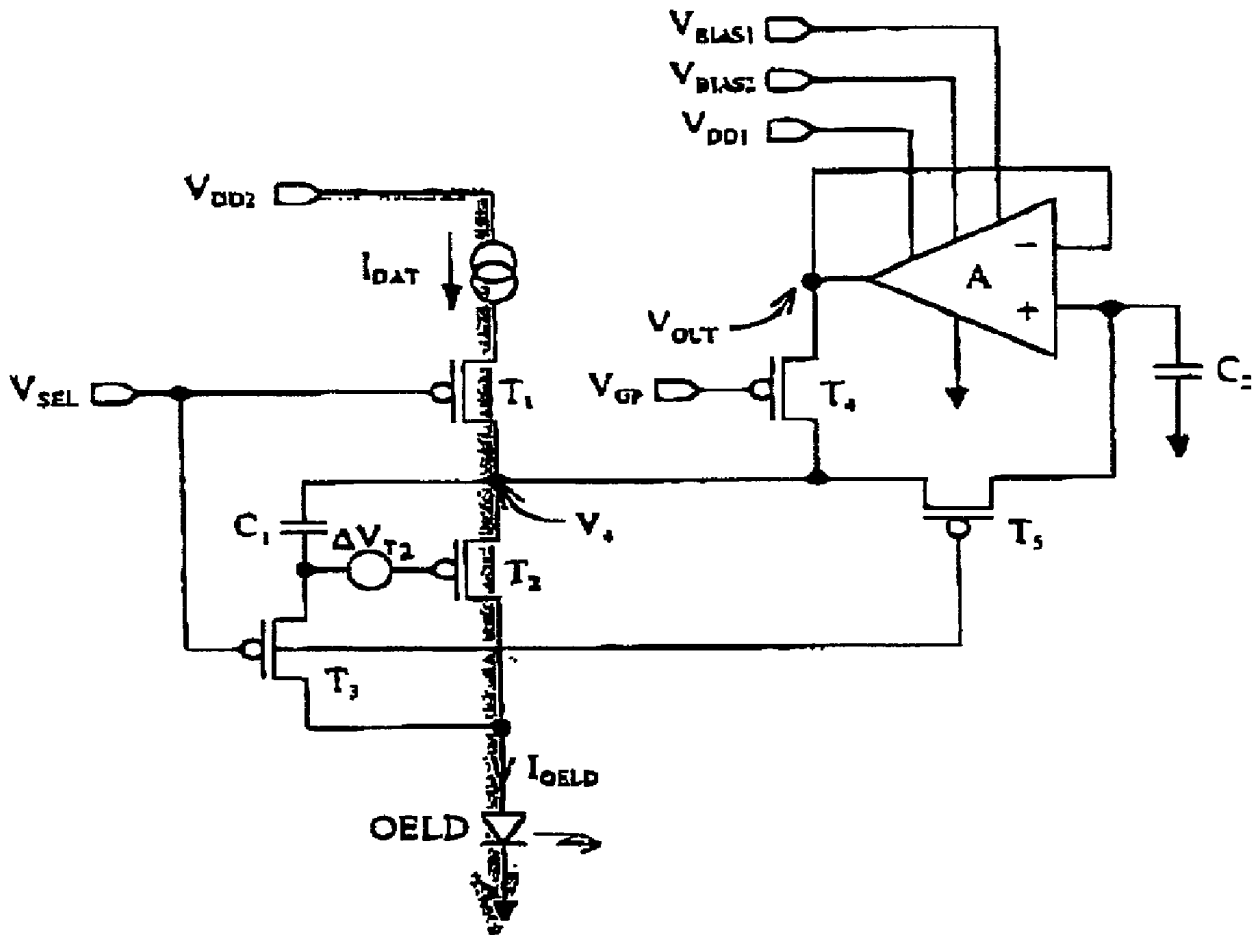 V_BIAS1
V_BIAS2
V_DD1
V_DD2
I_DAT
A
−
+
V_OUT
C_2
V_SEL
T_1
V_GP
T_4
C_1
ΔV_T2
V_4
T_5
T_2
T_3
I_OELD
OELD